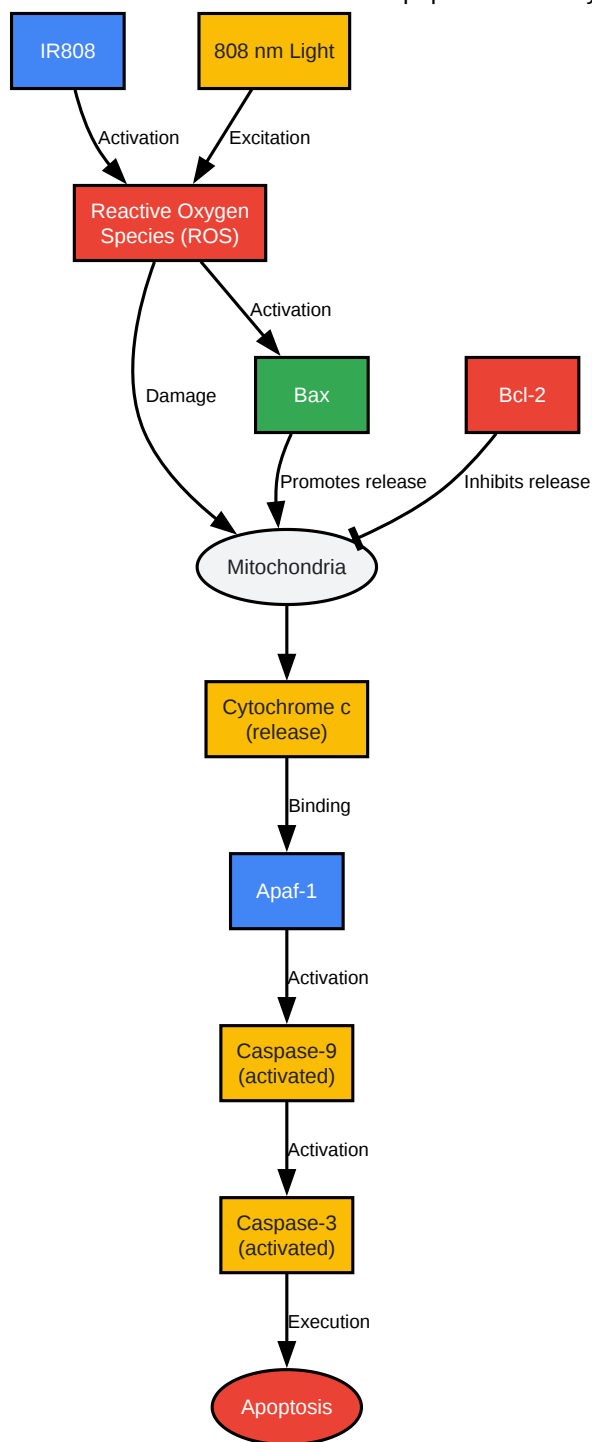 IR808
808 nm Light
Activation
Excitation
Reactive Oxygen
Species (ROS)
Activation
Damage
Bax
Bcl-2
Promotes release
Inhibits release
Mitochondria
Cytochrome c
(release)
Binding
Apaf-1
Activation
Caspase-9
(activated)
Activation
Caspase-3
(activated)
Execution
Apoptosis